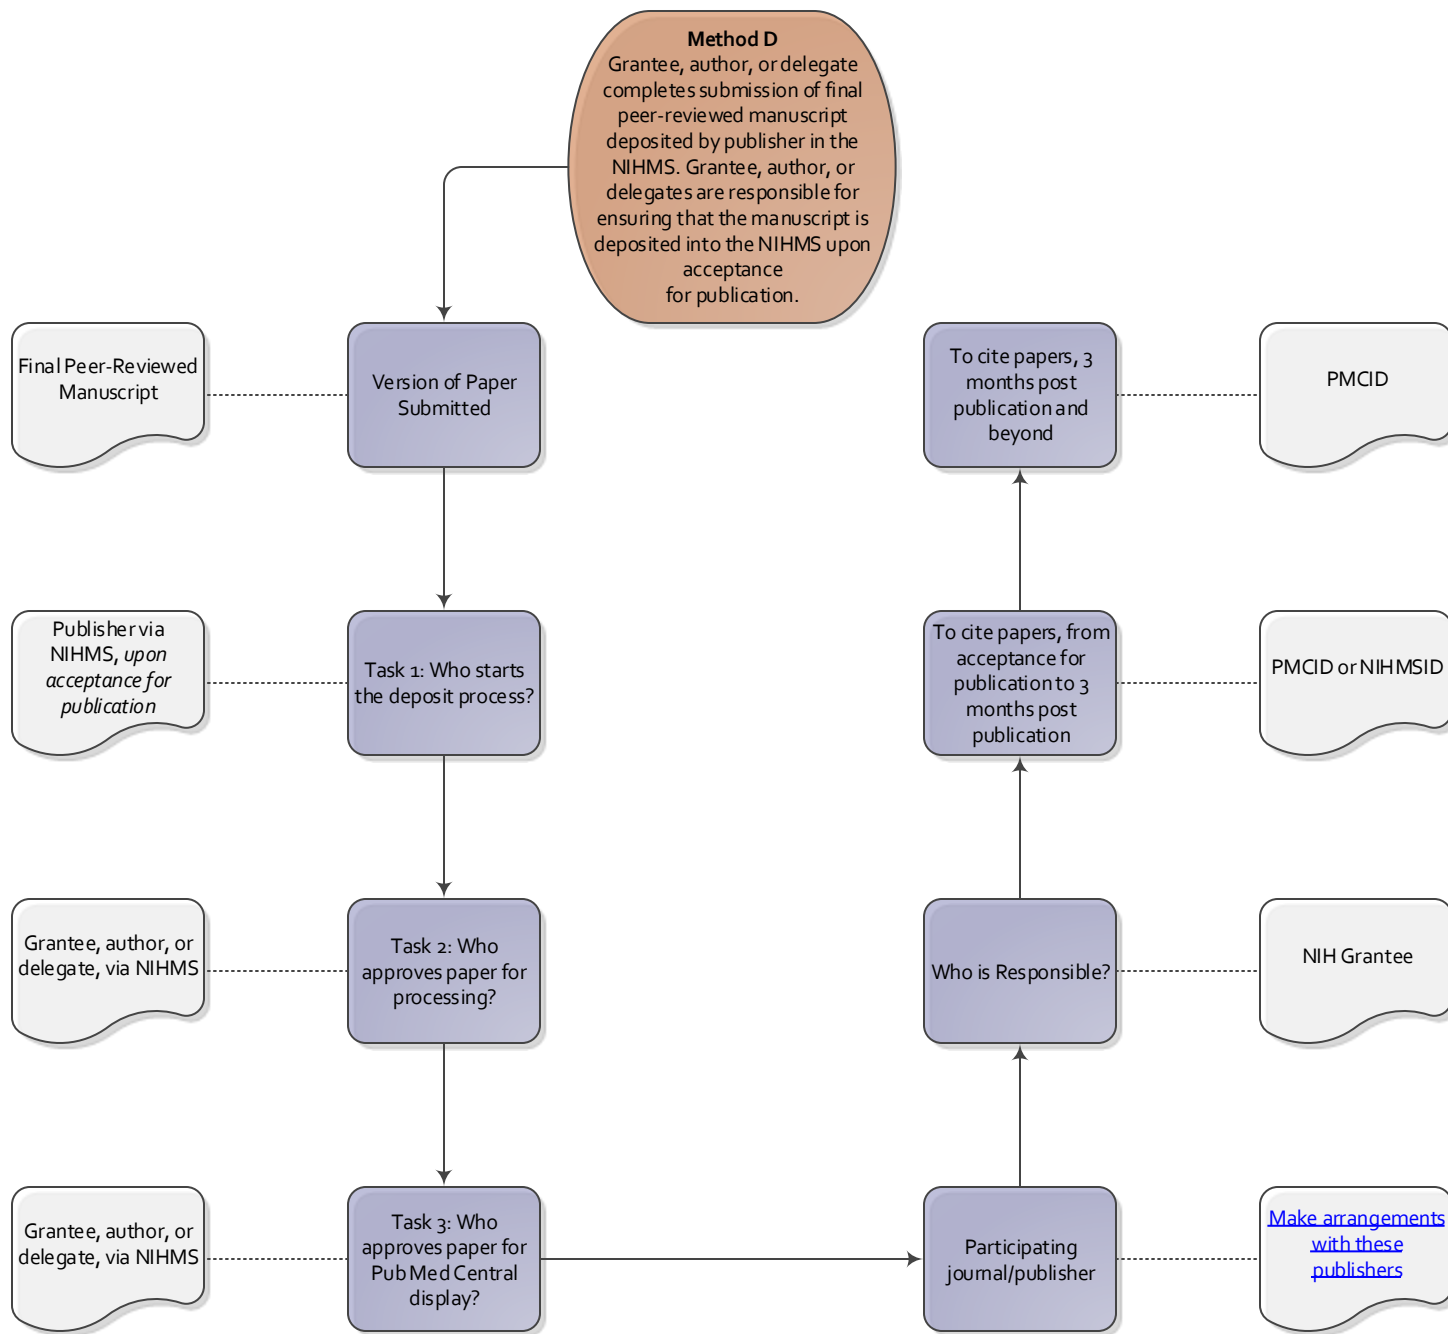 Method D
Grantee, author, or delegate
completes submission of final
peer-reviewed manuscript
deposited by publisher in the
NIHMS. Grantee, author, or
delegates are responsible for
ensuring that the manuscript is
deposited into the NIHMS upon
acceptance
for publication.
Final Peer-Reviewed
Manuscript
Version of Paper
Submitted
To cite papers, 3
months post
publication and
beyond
PMCID
Publisher via
NIHMS, upon
acceptance for
publication
Task 1: Who starts
the deposit process?
To cite papers, from
acceptance for
publication to 3
months post
publication
PMCID or NIHMSID
Grantee, author, or
delegate, via NIHMS
Task 2: Who
approves paper for
processing?
Who is Responsible?
NIH Grantee
Grantee, author, or
delegate, via NIHMS
Task 3: Who
approves paper for
PubMed Central
display?
Participating
journal/publisher
Make arrangements
with these
publishers